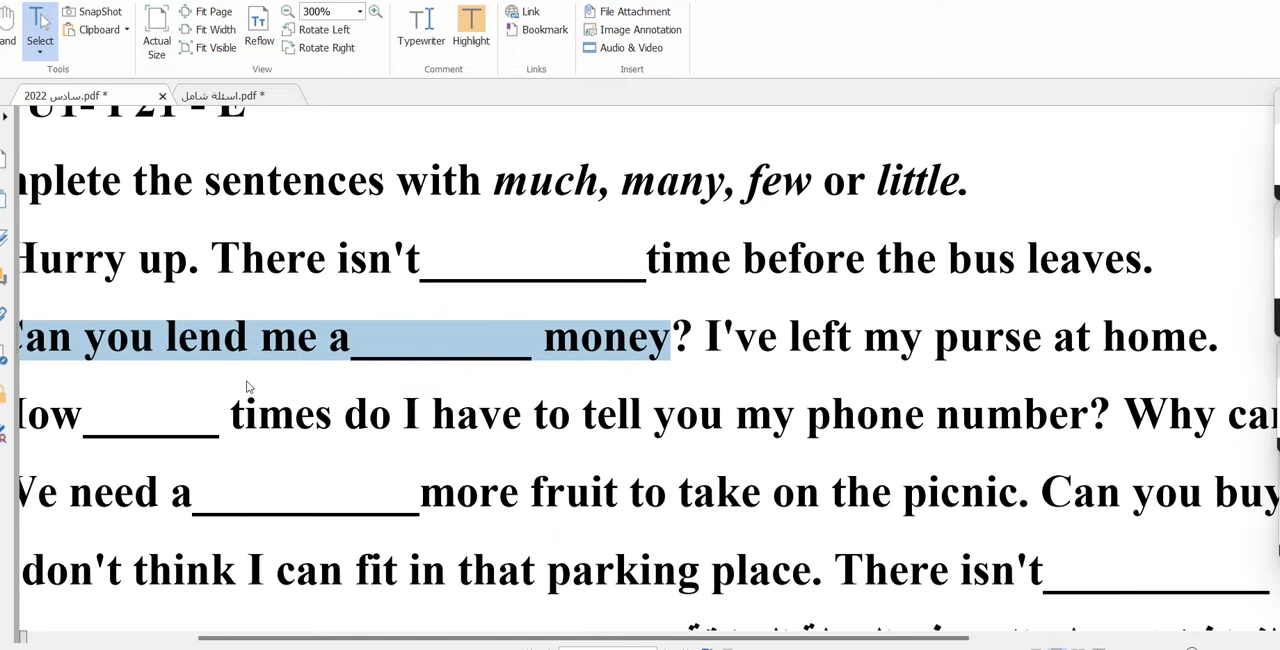 SnapShot Fit Page 300% Link File Attachment
and Select Clipboard Actual Size Fit Width Reflow Rotate Left Typewriter Highlight Bookmark Image Annotation
Fit Visible Rotate Right Audio & Video
Tools View Comment Links Insert
سادس 2022.pdf * اسئلة شامل.pdf *
mplete the sentences with much, many, few or little.
Hurry up. There isn't__________time before the bus leaves.
Can you lend me a________ money? I've left my purse at home.
How______ times do I have to tell you my phone number? Why can
We need a__________more fruit to take on the picnic. Can you buy
don't think I can fit in that parking place. There isn't__________